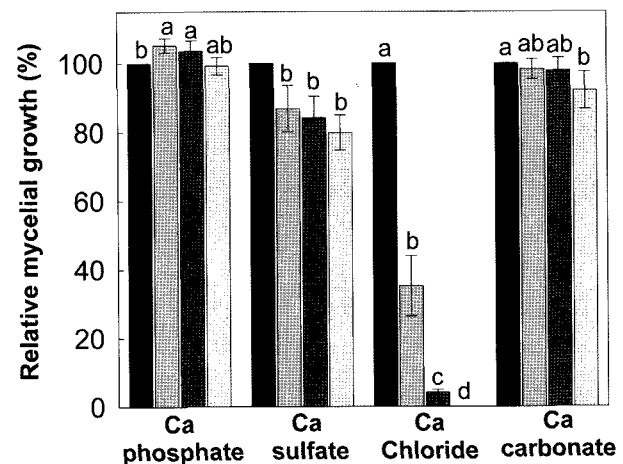 Relative mycelial growth (%)
100
80
60
40
20
0
b a a ab
b b b
a b c d
a ab ab b
Ca phosphate
Ca sulfate
Ca Chloride
Ca carbonate